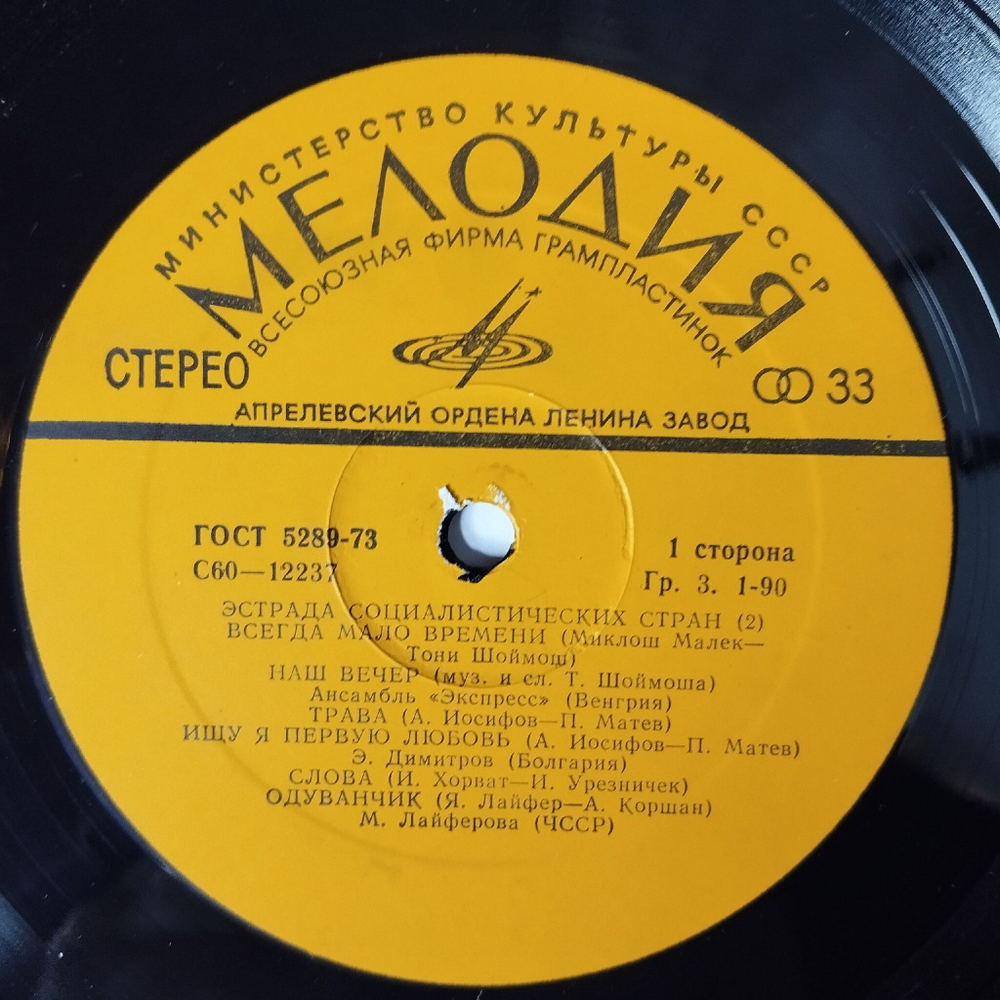 МИНИСТЕРСТВО КУЛЬТУРЫ СССР
МЕЛОДИЯ
ВСЕСОЮЗНАЯ ФИРМА ГРАМПЛАСТИНОК
СТЕРЕО
33
АПРЕЛЕВСКИЙ ОРДЕНА ЛЕНИНА ЗАВОД
ГОСТ 5289-73
1 сторона
С60—12237
Гр. 3. 1-90
ЭСТРАДА СОЦИАЛИСТИЧЕСКИХ СТРАН (2)
ВСЕГДА МАЛО ВРЕМЕНИ (Миклош Малек—
Тони Шоймош)
НАШ ВЕЧЕР (муз. и сл. Т. Шоймоша)
Ансамбль «Экспресс» (Венгрия)
ТРАВА (А. Иосифов—П. Матев)
ИЩУ Я ПЕРВУЮ ЛЮБОВЬ (А. Иосифов—П. Матев)
Э. Димитров (Болгария)
СЛОВА (И. Хорват—И. Урезничек)
ОДУВАНЧИК (Я. Лайфер—А. Коршан)
М. Лайферова (ЧССР)